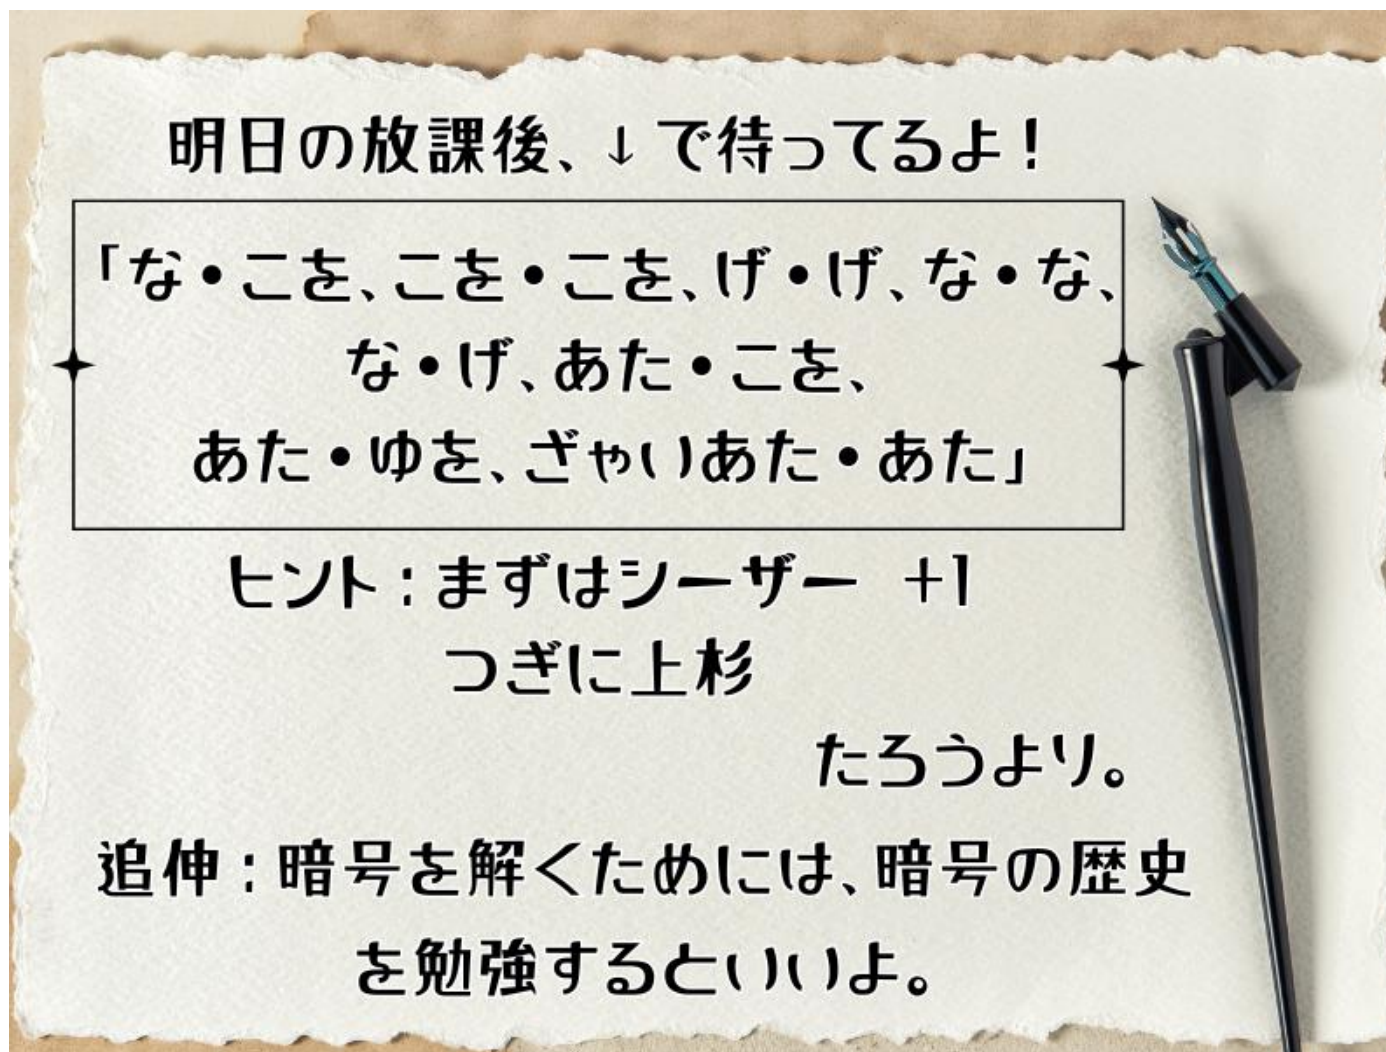 明日の放課後、↓で待ってるよ！
「な・こを、こを・こを、げ・げ、な・な、
な・げ、あた・こを、
あた・ゆを、ざゃいあた・あた」
ヒント：まずはシーザー +1
つぎに上杉
たろうより。
追伸：暗号を解くためには、暗号の歴史
を勉強するといいよ。